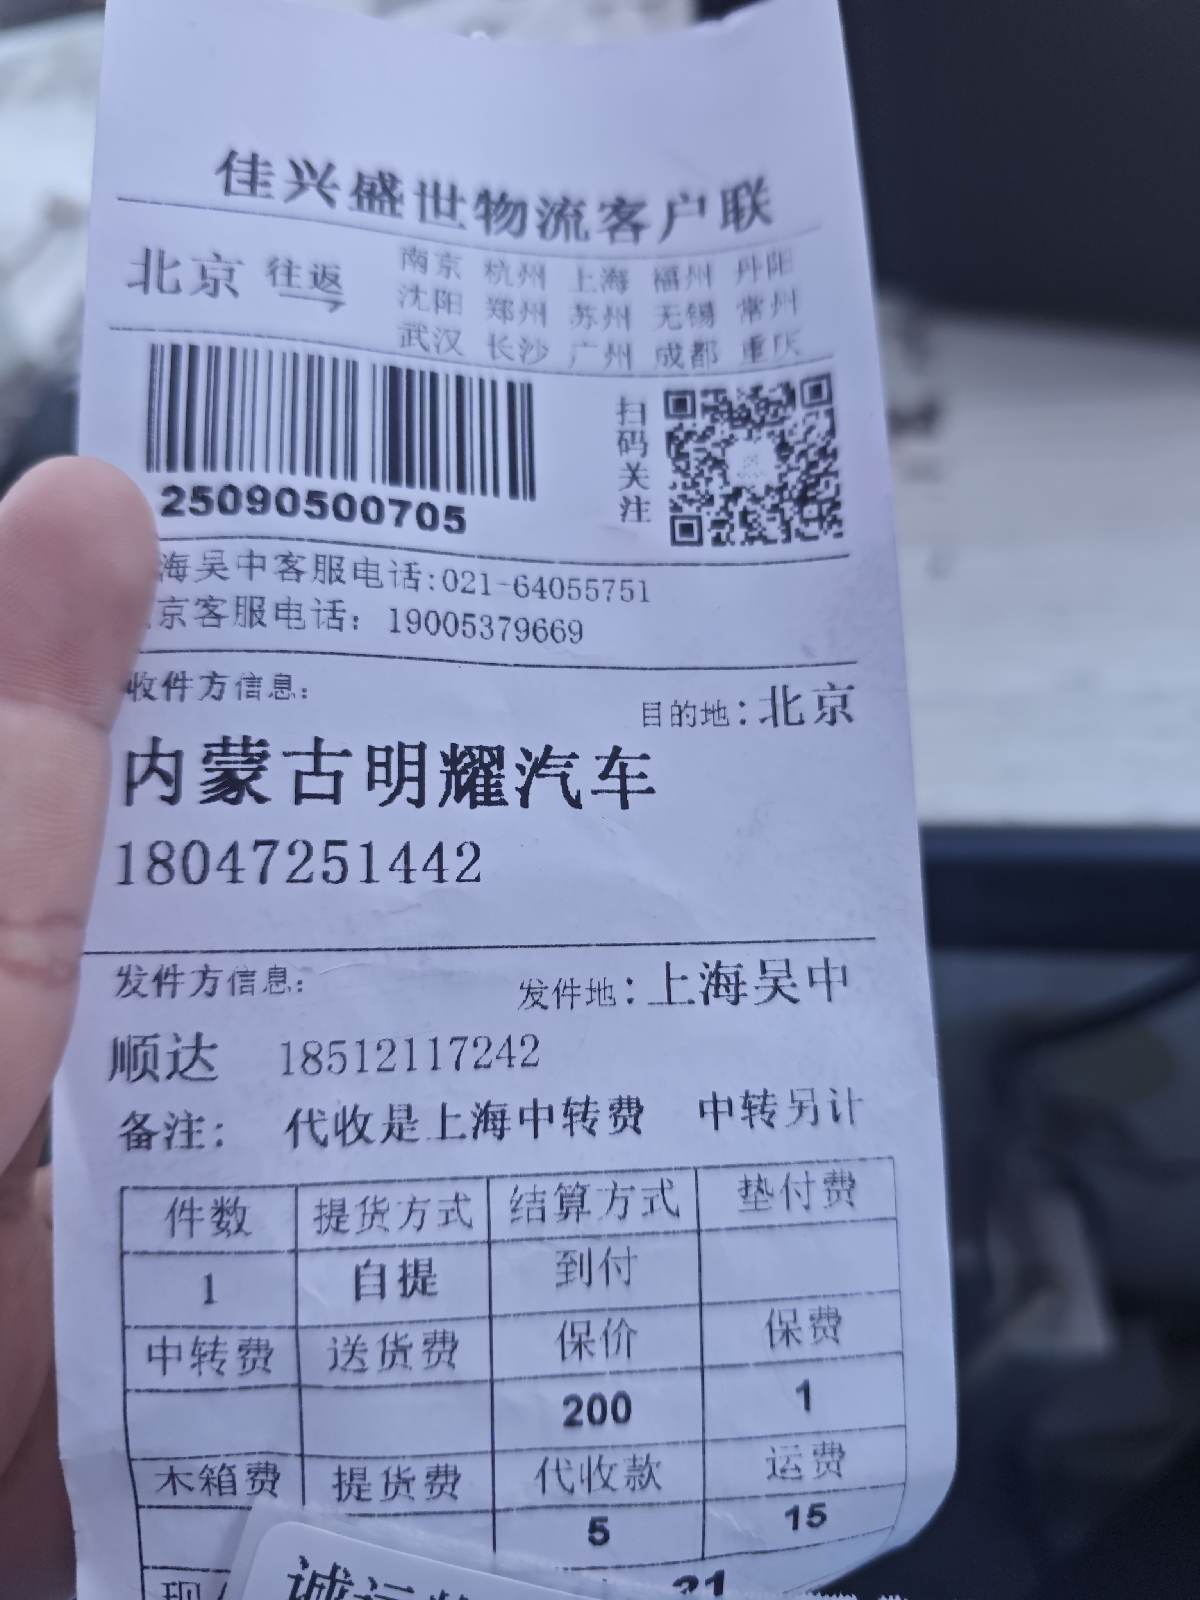 佳兴盛世物流客户联
北京 往返 南京 杭州 上海 福州 丹阳
沈阳 郑州 苏州 无锡 常州
武汉 长沙 广州 成都 重庆
25090500705
扫码关注
海吴中客服电话:021-64055751
京客服电话: 19005379669
收件方信息:
目的地:北京
内蒙古明耀汽车
18047251442
发件方信息:
发件地:上海吴中
顺达 18512117242
备注: 代收是上海中转费 中转另计
件数 提货方式 结算方式 垫付费
1 自提 到付
中转费 送货费 保价 保费
200 1
木箱费 提货费 代收款 运费
5 15
现 21
诚运